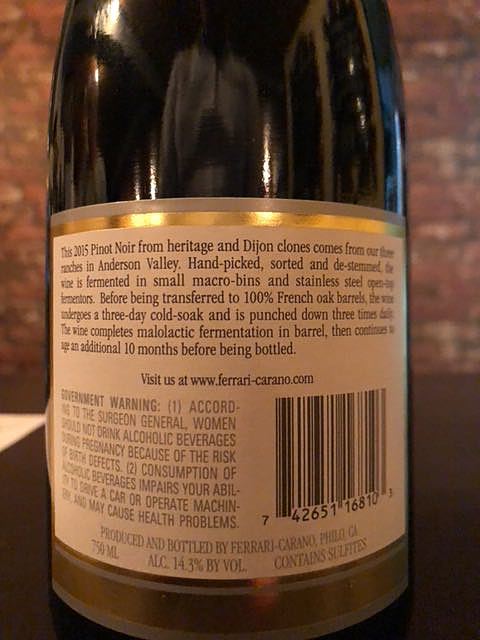 This 2015 Pinot Noir from heritage and Dijon clones comes from our three
ranches in Anderson Valley. Hand-picked, sorted and de-stemmed, the
wine is fermented in small macro-bins and stainless steel open-top
fermentors. Before being transferred to 100% French oak barrels, the wine
undergoes a three-day cold-soak and is punched down three times daily.
The wine completes malolactic fermentation in barrel, then continues to
age an additional 10 months before being bottled.
Visit us at www.ferrari-carano.com
GOVERNMENT WARNING: (1) ACCORD-
ING TO THE SURGEON GENERAL, WOMEN
SHOULD NOT DRINK ALCOHOLIC BEVERAGES
DURING PREGNANCY BECAUSE OF THE RISK
OF BIRTH DEFECTS. (2) CONSUMPTION OF
ALCOHOLIC BEVERAGES IMPAIRS YOUR ABIL-
ITY TO DRIVE A CAR OR OPERATE MACHIN-
ERY, AND MAY CAUSE HEALTH PROBLEMS.
7 42651 16810 3
PRODUCED AND BOTTLED BY FERRARI-CARANO, PHILO, CA
750 ML ALC. 14.3% BY VOL. CONTAINS SULFITES